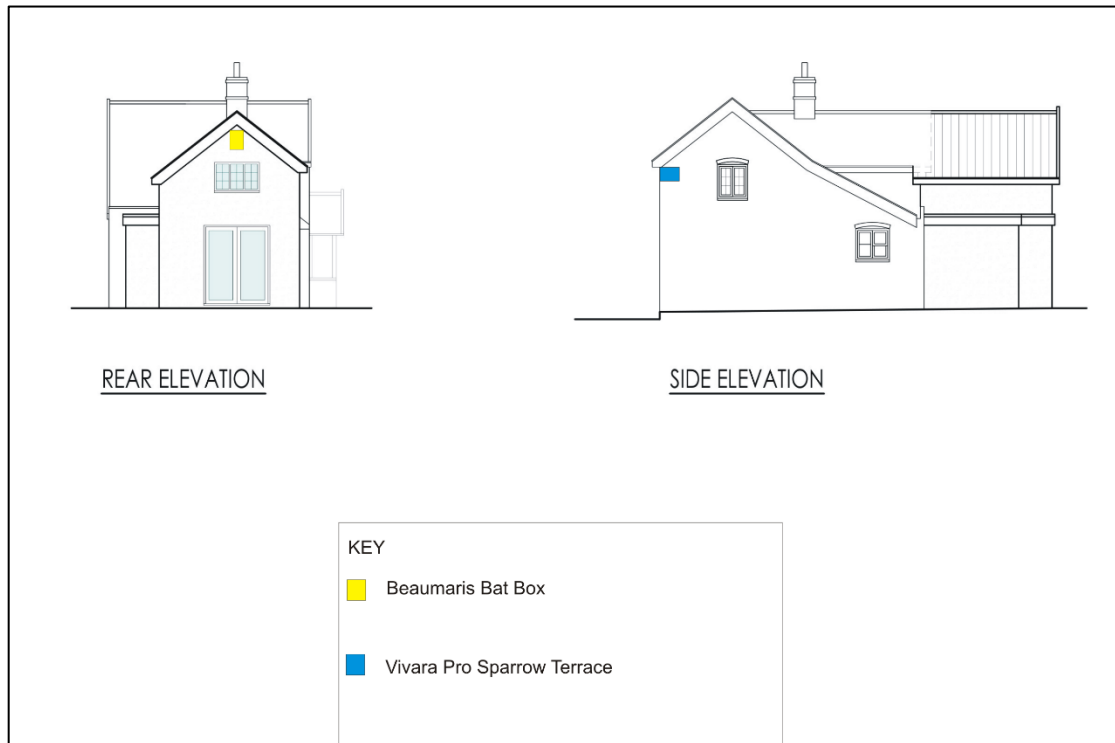 REAR ELEVATION
SIDE ELEVATION
KEY
Beaumaris Bat Box
Vivara Pro Sparrow Terrace